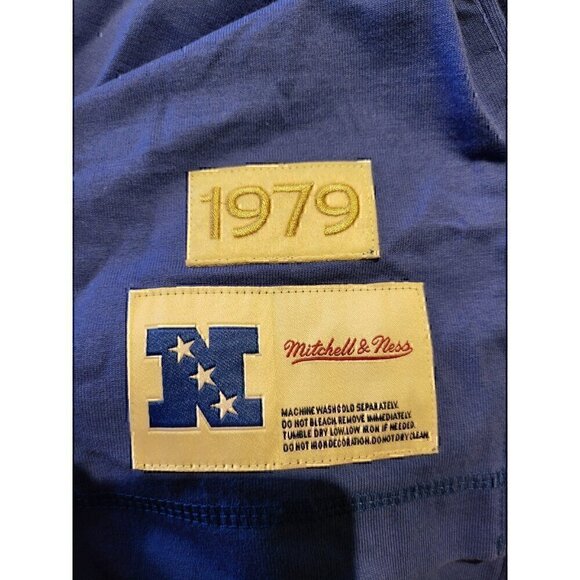 1979
N
Mitchell & Ness
MACHINE WASH COLD SEPARATELY.
DO NOT BLEACH. REMOVE IMMEDIATELY.
TUMBLE DRY LOW. LOW IRON IF NEEDED.
DO NOT IRON DECORATION. DO NOT DRY CLEAN.